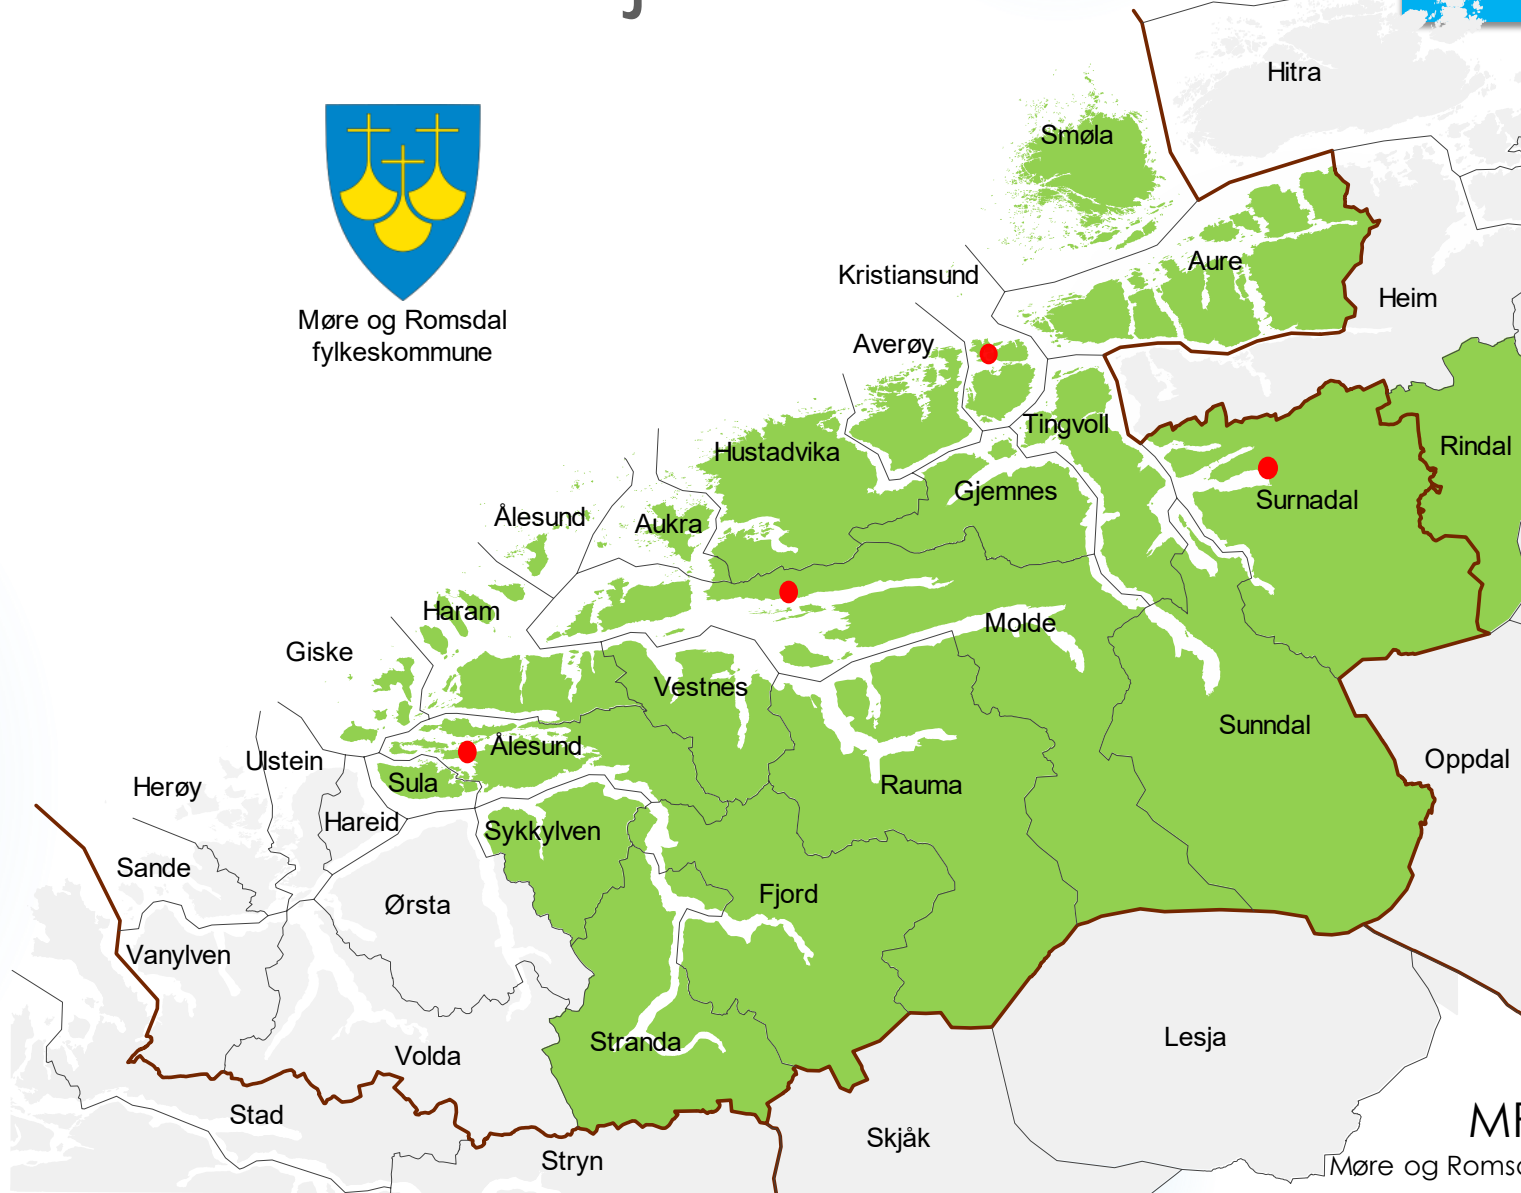 Hitra
Smøla
Aure
Kristiansund
Heim
Møre og Romsdal
fylkeskommune
Averøy
Tingvoll
Rindal
Hustadvika
Gjemnes
Surnadal
Ålesund
Aukra
Haram
Molde
Giske
Vestnes
Sunndal
Ålesund
Ulstein
Oppdal
Herøy
Sula
Rauma
Hareid
Sykkylven
Sande
Fjord
Ørsta
Vanylven
Lesja
Stranda
Volda
Stad
Skjåk
Stryn
Møre og